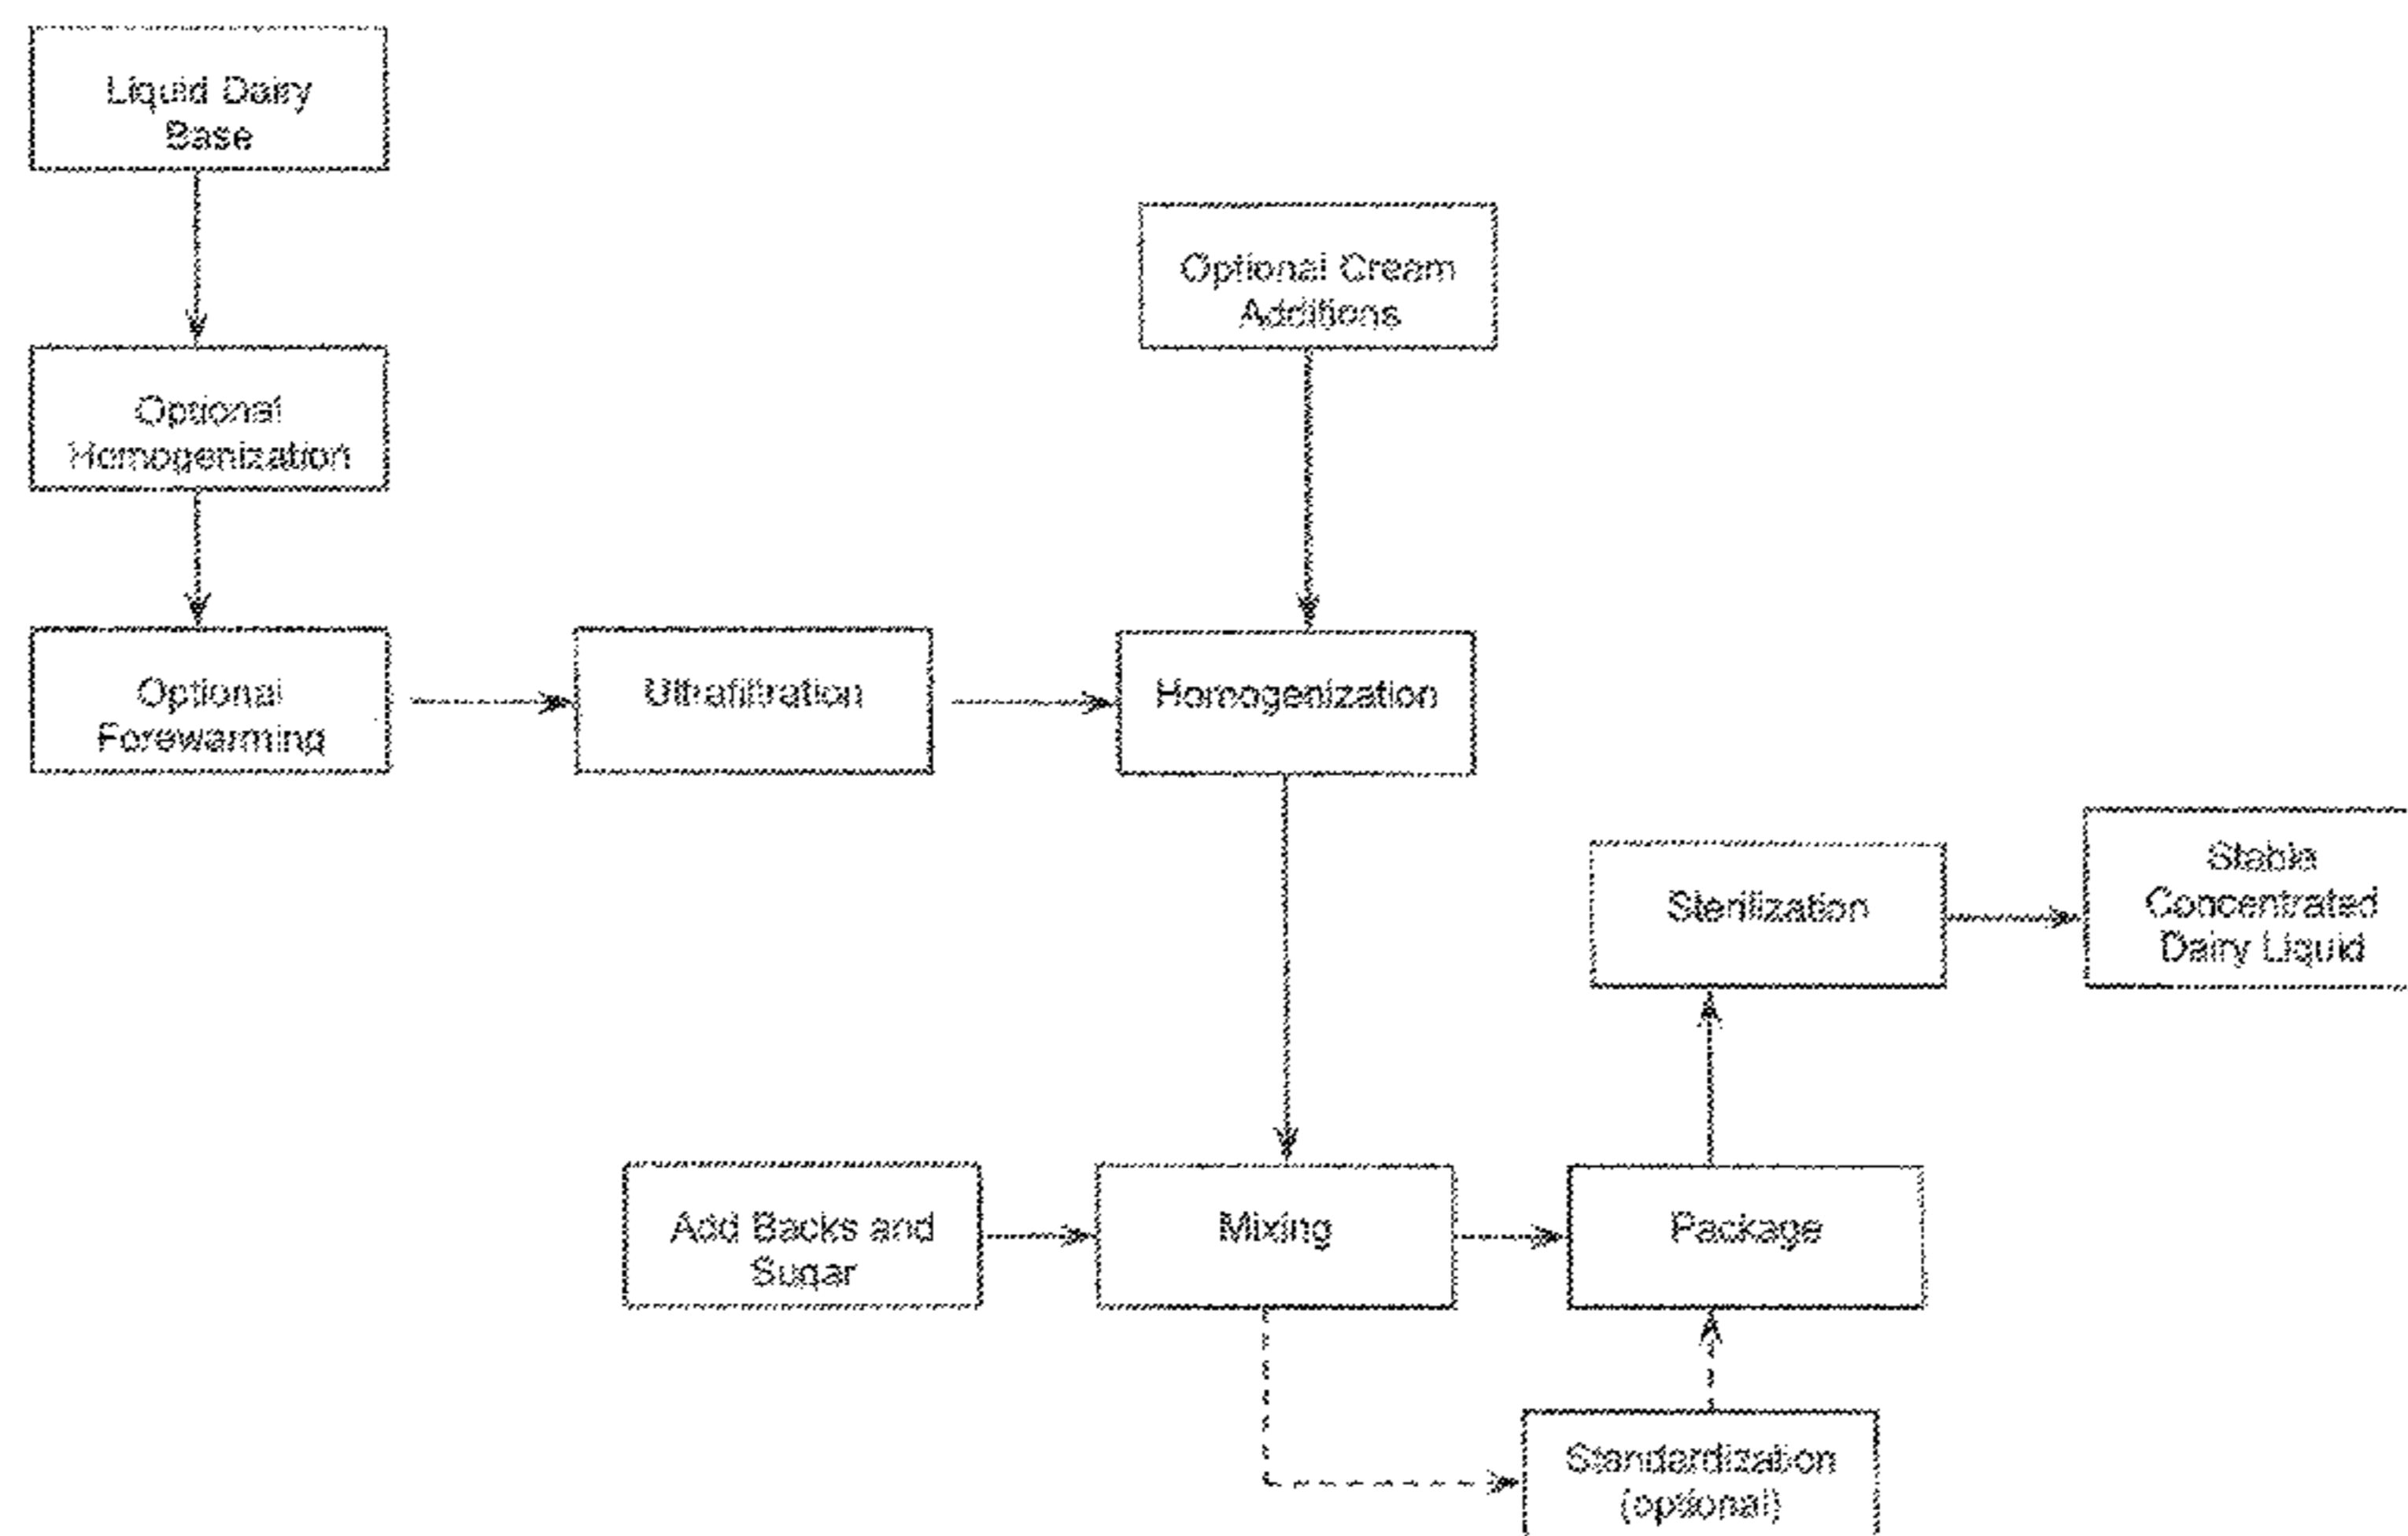 Liquid Dairy
Base
Optional Cream
Additions
Optional
Homogenization
Optional
Forewarming
Ultrafiltration
Homogenization
Sterilization
Stable
Concentrated
Dairy Liquid
Add Backs and
Sugar
Mixing
Package
Standardization
(optional)